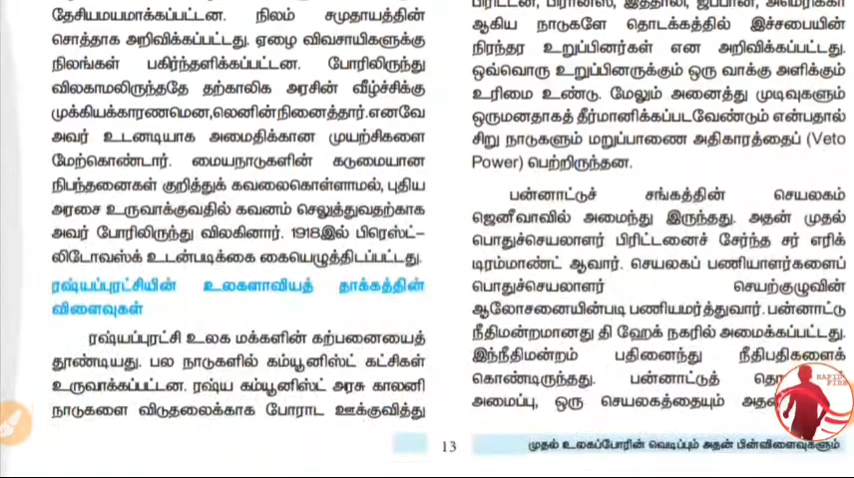 தேசியமயமாக்கப்பட்டன. நிலம் சமுதாயத்தின்
சொத்தாக அறிவிக்கப்பட்டது. ஏழை விவசாயிகளுக்கு
நிலங்கள் பகிர்ந்தளிக்கப்பட்டன. போரிலிருந்து
விலகாமலிருந்ததே தற்காலிக அரசின் வீழ்ச்சிக்கு
முக்கியக்காரணமென,லெனின்நினைத்தார்.எனவே
அவர் உடனடியாக அமைதிக்கான முயற்சிகளை
மேற்கொண்டார். மையநாடுகளின் கடுமையான
நிபந்தனைகள் குறித்துக் கவலைகொள்ளாமல், புதிய
அரசை உருவாக்குவதில் கவனம் செலுத்துவதற்காக
அவர் போரிலிருந்து விலகினார். 1918இல் பிரெஸ்ட்–
லிடோவஸ்க் உடன்படிக்கை கையெழுத்திடப்பட்டது.
ரஷ்யப்புரட்சியின் உலகளாவியத் தாக்கத்தின்
விளைவுகள்
ரஷ்யப்புரட்சி உலக மக்களின் கற்பனையைத்
தூண்டியது. பல நாடுகளில் கம்யூனிஸ்ட் கட்சிகள்
உருவாக்கப்பட்டன. ரஷ்ய கம்யூனிஸ்ட் அரசு காலனி
நாடுகளை விடுதலைக்காக போராட ஊக்குவித்து
பிரிட்டன், பிரான்ஸ், இத்தாலி, ஜப்பான், அமெரிக்கா
ஆகிய நாடுகளே தொடக்கத்தில் இச்சபையின்
நிரந்தர உறுப்பினர்கள் என அறிவிக்கப்பட்டது.
ஒவ்வொரு உறுப்பினருக்கும் ஒரு வாக்கு அளிக்கும்
உரிமை உண்டு. மேலும் அனைத்து முடிவுகளும்
ஒருமனதாகத் தீர்மானிக்கப்படவேண்டும் என்பதால்
சிறு நாடுகளும் மறுப்பாணை அதிகாரத்தைப் (Veto
Power) பெற்றிருந்தன.
பன்னாட்டுச் சங்கத்தின் செயலகம்
ஜெனீவாவில் அமைந்து இருந்தது. அதன் முதல்
பொதுச்செயலாளர் பிரிட்டனைச் சேர்ந்த சர் எரிக்
டிரம்மாண்ட் ஆவார். செயலகப் பணியாளர்களைப்
பொதுச்செயலாளர் செயற்குழுவின்
ஆலோசனையின்படி பணியமர்த்துவார். பன்னாட்டு
நீதிமன்றமானது தி ஹேக் நகரில் அமைக்கப்பட்டது.
இந்நீதிமன்றம் பதினைந்து நீதிபதிகளைக்
கொண்டிருந்தது. பன்னாட்டுத்
அமைப்பு, ஒரு செயலகத்தையும்
RAPID
FIRE
13 முதல் உலகப்போரின் வெடிப்பும் அதன் பின்விளைவுகளும்